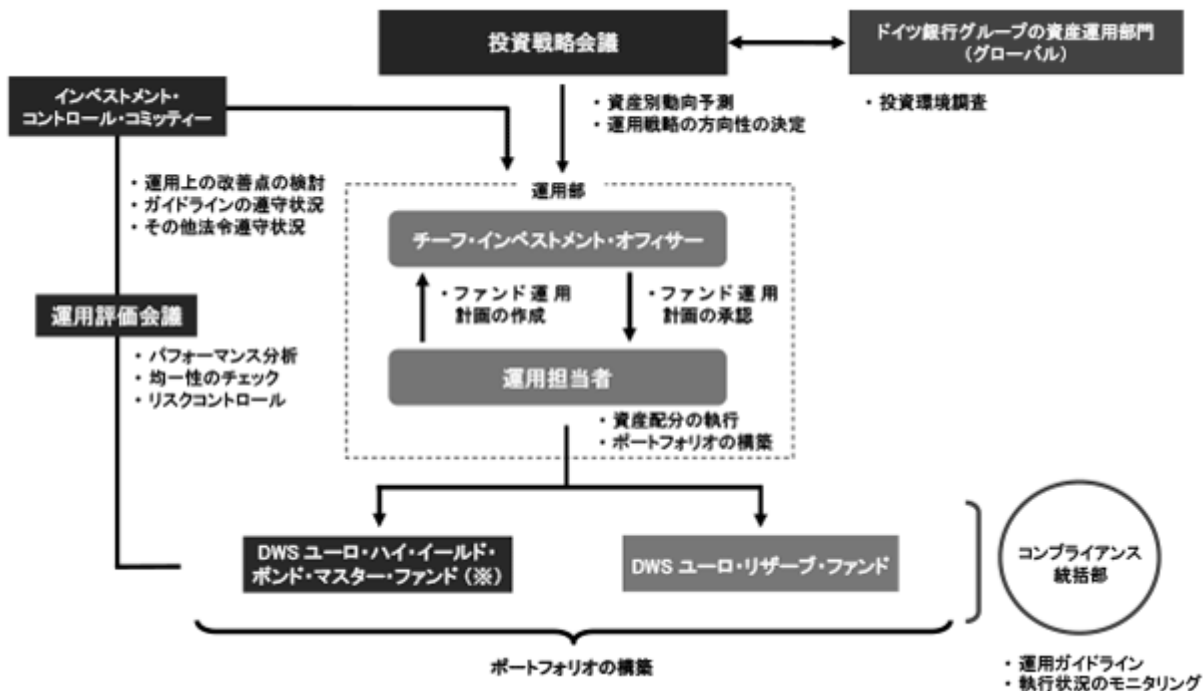 投資戦略会議
ドイツ銀行グループの資産運用部門
(グローバル)
・投資環境調査
インベストメント・
コントロール・コミッティー
・資産別動向予測
・運用戦略の方向性の決定
・運用上の改善点の検討
・ガイドラインの遵守状況
・その他法令遵守状況
運用部
チーフ・インベストメント・オフィサー
・ファンド運用
計画の作成
・ファンド運用
計画の承認
運用評価会議
・パフォーマンス分析
・均一性のチェック
・リスクコントロール
運用担当者
・資産配分の執行
・ポートフォリオの構築
DWS ユーロ・ハイ・イールド・
ボンド・マスター・ファンド(※)
DWS ユーロ・リザーブ・ファンド
コンプライアンス
統括部
ポートフォリオの構築
・運用ガイドライン
・執行状況のモニタリング